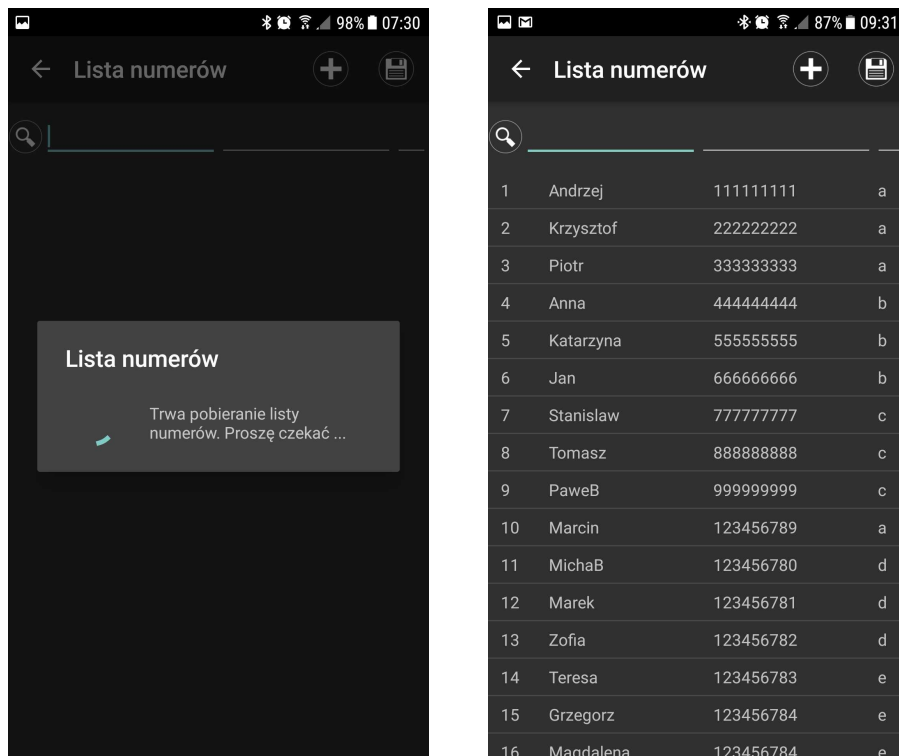 98% 07:30
Lista numerów
Lista numerów
Trwa pobieranie listy
numerów. Proszę czekać ...
87% 09:31
Lista numerów
1 Andrzej 111111111 a
2 Krzysztof 222222222 a
3 Piotr 333333333 a
4 Anna 444444444 b
5 Katarzyna 555555555 b
6 Jan 666666666 b
7 Stanislaw 777777777 c
8 Tomasz 888888888 c
9 PaweB 999999999 c
10 Marcin 123456789 a
11 MichaB 123456780 d
12 Marek 123456781 d
13 Zofia 123456782 d
14 Teresa 123456783 e
15 Grzegorz 123456784 e
16 Magdalena 123456784 e